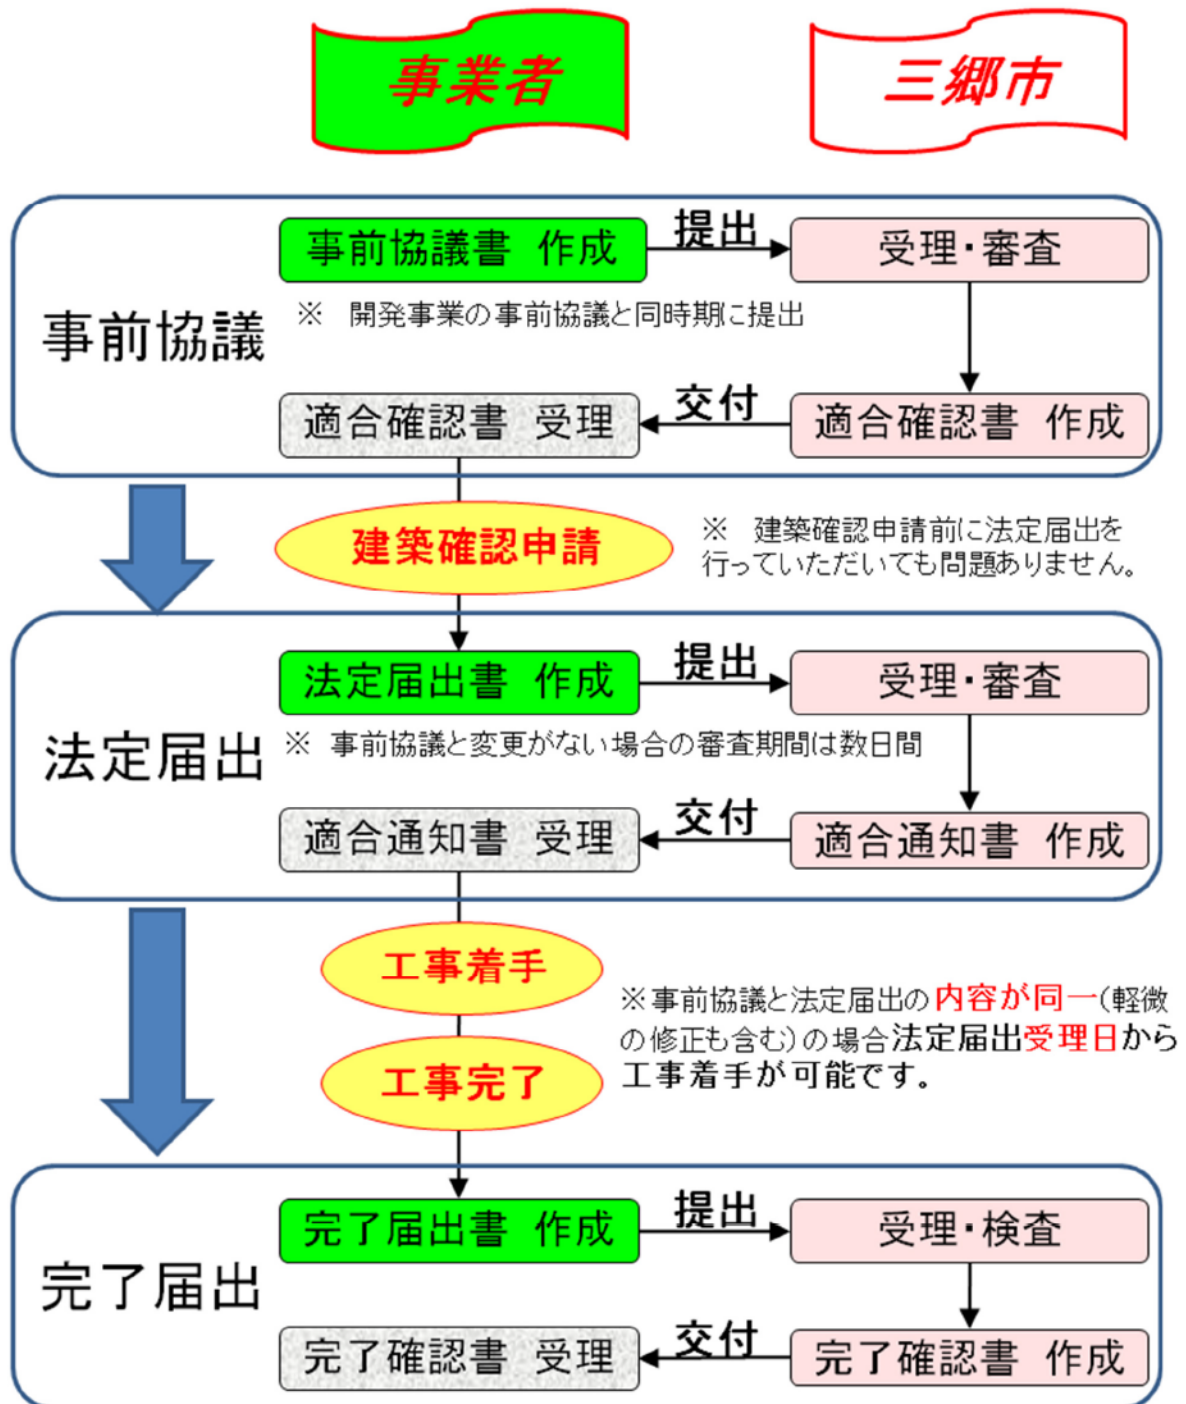 事業者
三郷市
事前協議
事前協議書 作成
提出
受理・審査
※ 開発事業の事前協議と同時期に提出
適合確認書 受理
交付
適合確認書 作成
建築確認申請
※ 建築確認申請前に法定届出を
行っていただいても問題ありません。
法定届出
法定届出書 作成
提出
受理・審査
※ 事前協議と変更がない場合の審査期間は数日間
適合通知書 受理
交付
適合通知書 作成
工事着手
※事前協議と法定届出の内容が同一(軽微
の修正も含む)の場合法定届出受理日から
工事着手が可能です。
工事完了
完了届出
完了届出書 作成
提出
受理・検査
完了確認書 受理
交付
完了確認書 作成